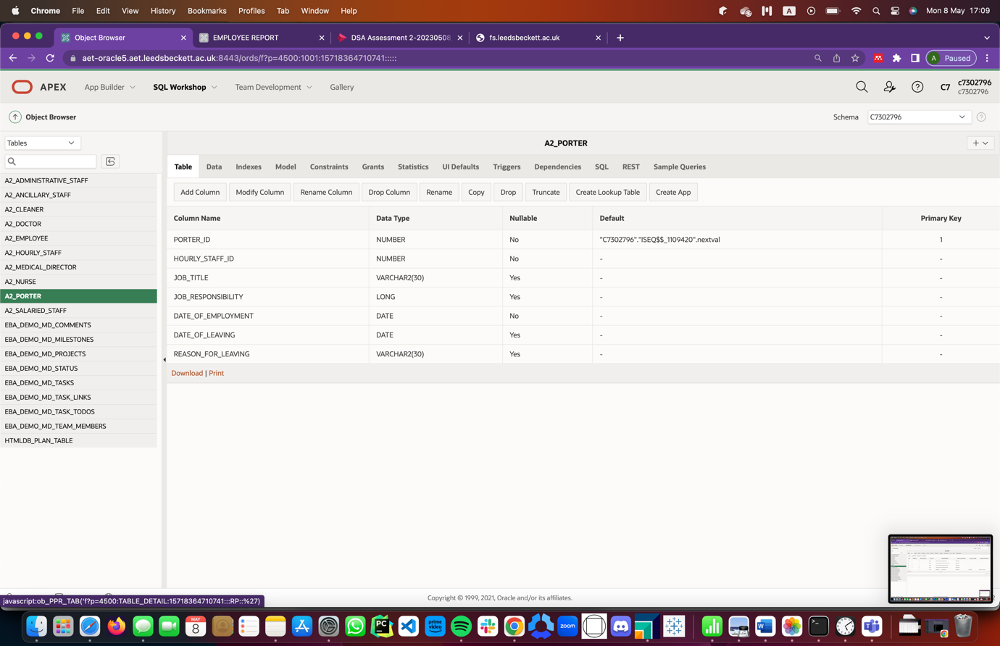 Chrome File Edit View History Bookmarks Profiles Tab Window Help A Mon 8 May 17:09
Object Browser EMPLOYEE REPORT DSA Assessment 2-20230508 fs.leedsbeckett.ac.uk
aet-oracle5.aet.leedsbeckett.ac.uk:8443/ords/f?p=4500:1001:15718364710741::::: A Paused
APEX App Builder SQL Workshop Team Development Gallery C7 c7302796
c7302796
Object Browser Schema C7302796
Tables
A2_PORTER
Table Data Indexes Model Constraints Grants Statistics UI Defaults Triggers Dependencies SQL REST Sample Queries
Add Column Modify Column Rename Column Drop Column Rename Copy Drop Truncate Create Lookup Table Create App
A2_ADMINISTRATIVE_STAFF
A2_ANCILLARY_STAFF
A2_CLEANER
A2_DOCTOR
A2_EMPLOYEE
A2_HOURLY_STAFF
A2_MEDICAL_DIRECTOR
A2_NURSE
A2_PORTER
A2_SALARIED_STAFF
EBA_DEMO_MD_COMMENTS
EBA_DEMO_MD_MILESTONES
EBA_DEMO_MD_PROJECTS
EBA_DEMO_MD_STATUS
EBA_DEMO_MD_TASKS
EBA_DEMO_MD_TASK_LINKS
EBA_DEMO_MD_TASK_TODOS
EBA_DEMO_MD_TEAM_MEMBERS
HTMLDB_PLAN_TABLE
Column Name Data Type Nullable Default Primary Key
PORTER_ID NUMBER No "C7302796"."ISEQ$$_1109420".nextval 1
HOURLY_STAFF_ID NUMBER No - -
JOB_TITLE VARCHAR2(30) Yes - -
JOB_RESPONSIBILITY LONG Yes - -
DATE_OF_EMPLOYMENT DATE No - -
DATE_OF_LEAVING DATE Yes - -
REASON_FOR_LEAVING VARCHAR2(30) Yes - -
Download | Print
Copyright © 1999, 2021, Oracle and/or its affiliates.
javascript:ob_PPR_TAB('f?p=4500:TABLE_DETAIL:15718364710741:::RP::%27)
MAY
8
PC
prime
video
zoom